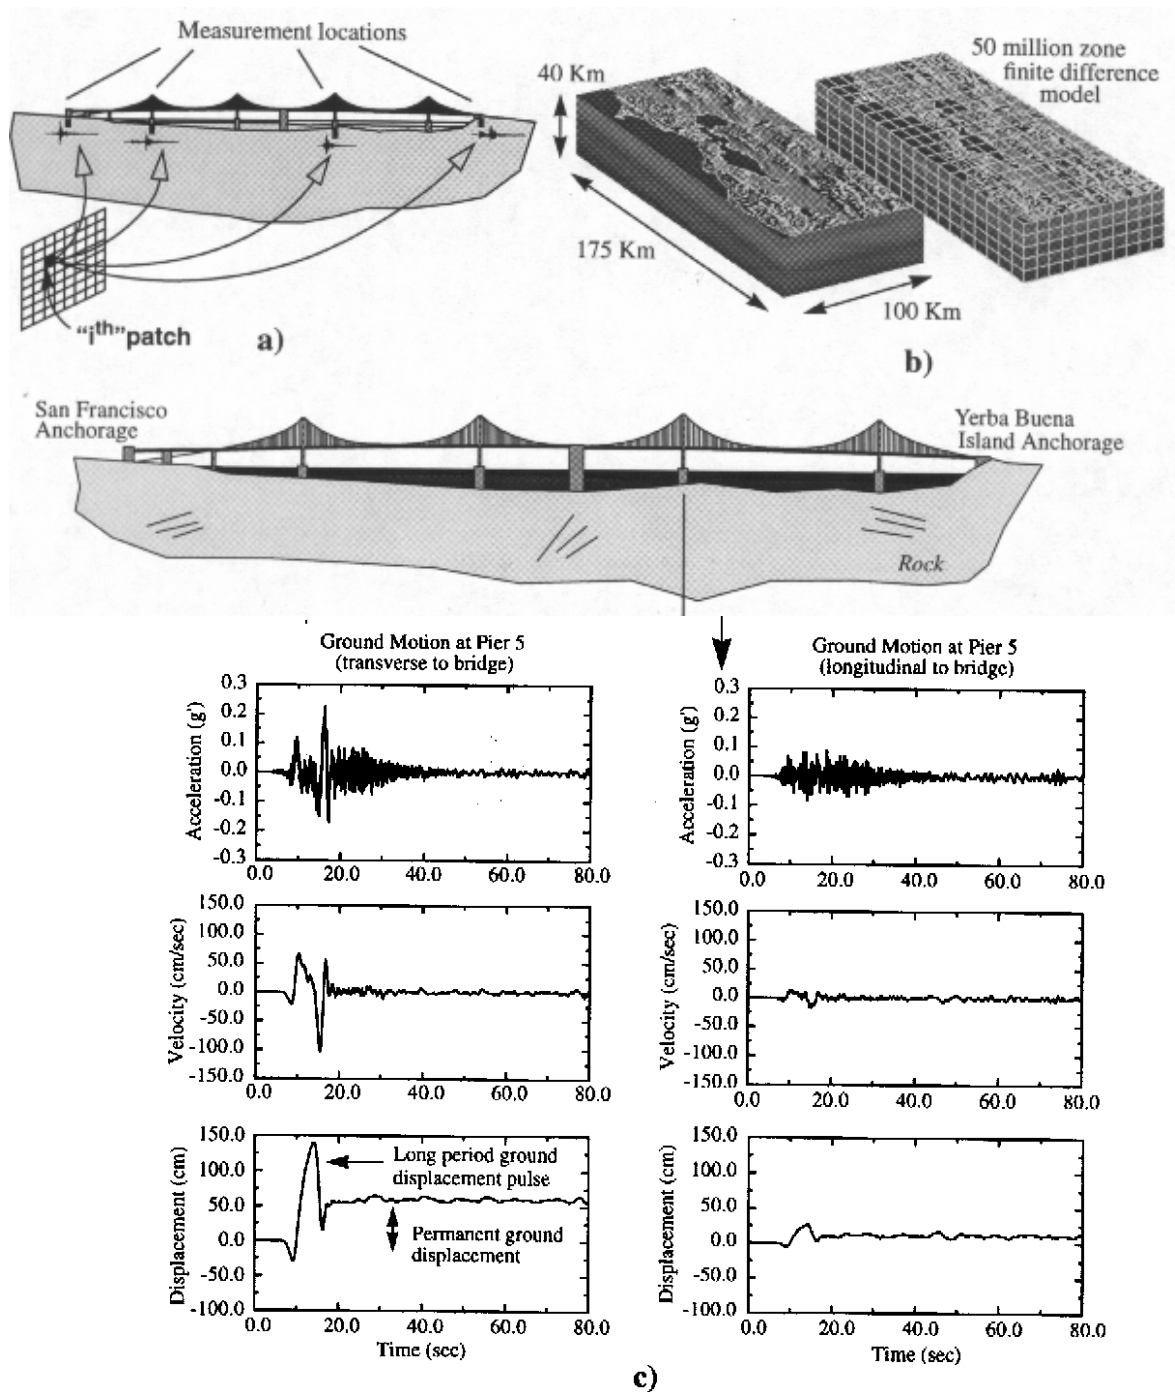 Measurement locations
"ith" patch
a)
40 Km
175 Km
100 Km
50 million zone
finite difference
model
b)
San Francisco
Anchorage
Yerba Buena
Island Anchorage
Rock
Ground Motion at Pier 5
(transverse to bridge)
Acceleration (g')
0.3
0.2
0.1
0.0
-0.1
-0.2
-0.3
0.0 20.0 40.0 60.0 80.0
Velocity (cm/sec)
150.0
100.0
50.0
0.0
-50.0
-100.0
-150.0
0.0 20.0 40.0 60.0 80.0
Displacement (cm)
150.0
100.0
50.0
0.0
-50.0
-100.0
Long period ground
displacement pulse
Permanent ground
displacement
0.0 20.0 40.0 60.0 80.0
Time (sec)
Ground Motion at Pier 5
(longitudinal to bridge)
Acceleration (g')
0.3
0.2
0.1
0.0
-0.1
-0.2
-0.3
0.0 20.0 40.0 60.0 80.0
Velocity (cm/sec)
150.0
100.0
50.0
0.0
-50.0
-100.0
-150.0
0.0 20.0 40.0 60.0 80.0
Displacement (cm)
150.0
100.0
50.0
0.0
-50.0
-100.0
0.0 20.0 40.0 60.0 80.0
Time (sec)
c)